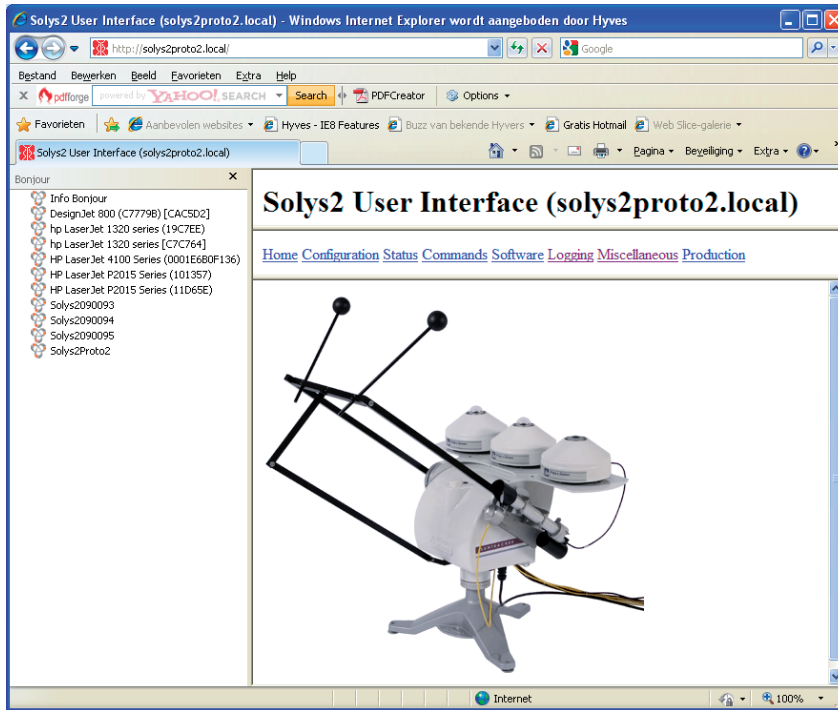 Solys2 User Interface (solys2proto2.local) - Windows Internet Explorer wordt aangeboden door Hyves
http://solys2proto2.local/
Google
Bestand Bewerken Beeld Favorieten Extra Help
pdfforge powered by YAHOO! SEARCH Search PDFCreator Options
Favorieten Aanbevolen websites Hyves - IE8 Features Buzz van bekende Hyvers Gratis Hotmail Web Slice-galerie
Solys2 User Interface (solys2proto2.local) Pagina Beveiliging Extra
Bonjour
Info Bonjour
DesignJet 800 (C7779B) [CAC5D2]
hp LaserJet 1320 series (19C7EE)
hp LaserJet 1320 series [C7C764]
HP LaserJet 4100 Series (0001E6B0F136)
HP LaserJet P2015 Series (101357)
HP LaserJet P2015 Series (11D65E)
Solys2090093
Solys2090094
Solys2090095
Solys2Proto2
Solys2 User Interface (solys2proto2.local)
Home Configuration Status Commands Software Logging Miscellaneous Production
Internet 100%